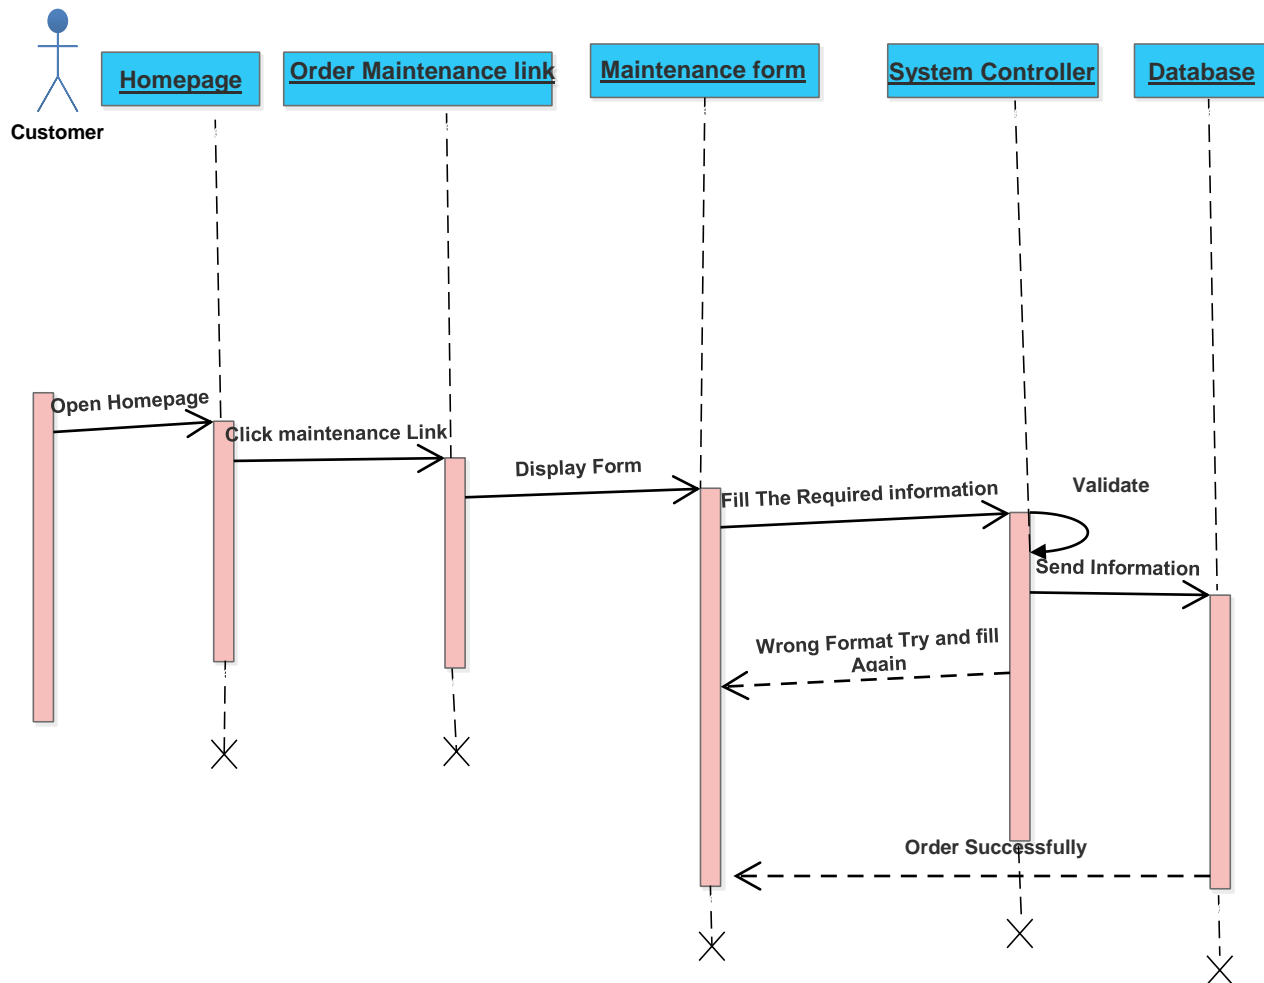 Customer
Homepage
Order Maintenance link
Maintenance form
System Controller
Database
Open Homepage
Click maintenance Link
Display Form
Fill The Required information
Validate
Send Information
Wrong Format Try and fill
Again
Order Successfully